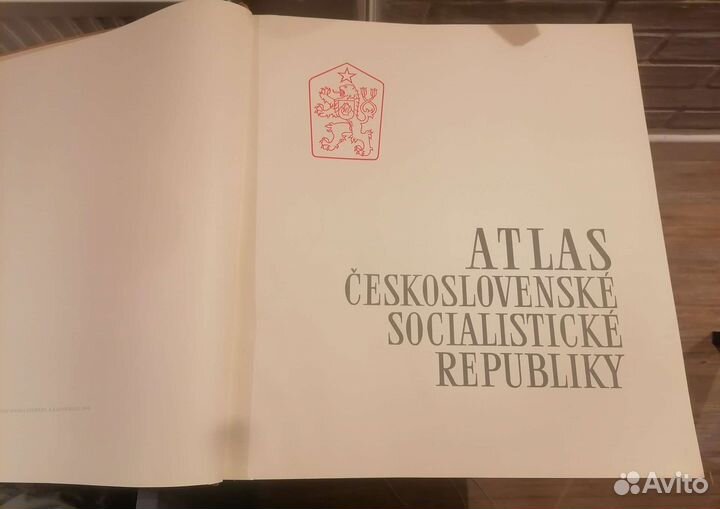 ATLAS
ČESKOSLOVENSKÉ
SOCIALISTICKÉ
REPUBLIKY
Avito